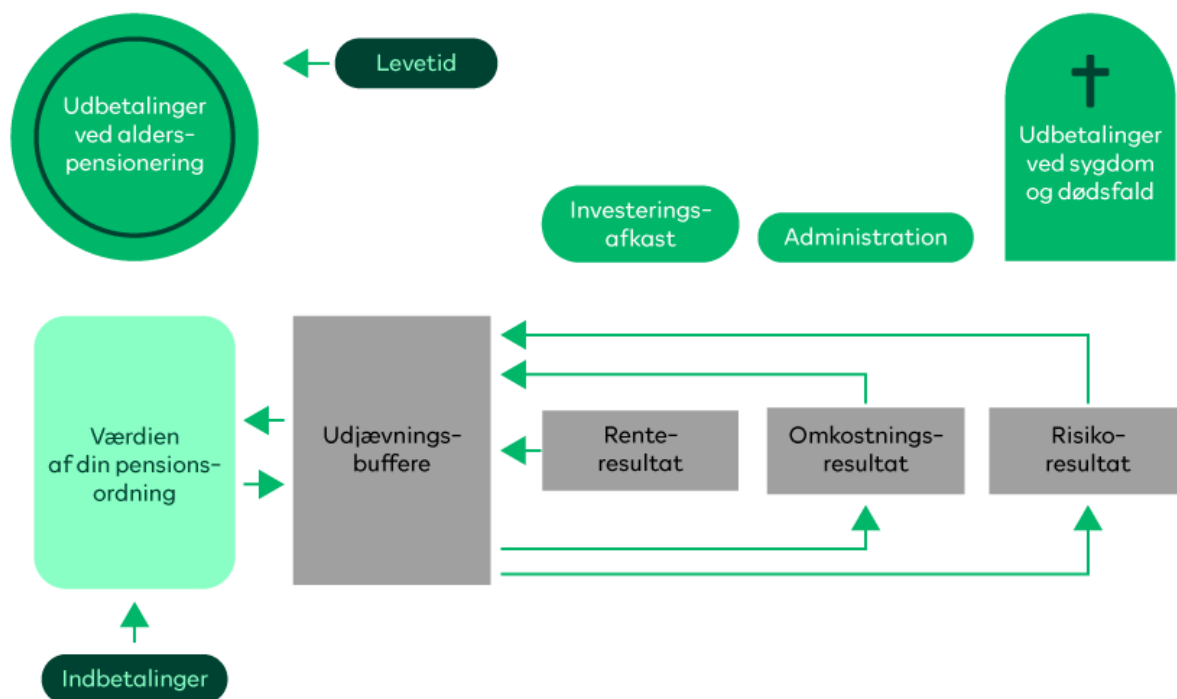 Levetid
Udbetalinger
ved alders-
pensionering
Udbetalinger
ved sygdom
og dødsfald
Investerings-
afkast
Administration
Værdien
af din pensions-
ordning
Udjævnings-
buffere
Rente-
resultat
Omkostnings-
resultat
Risiko-
resultat
Indbetalinger